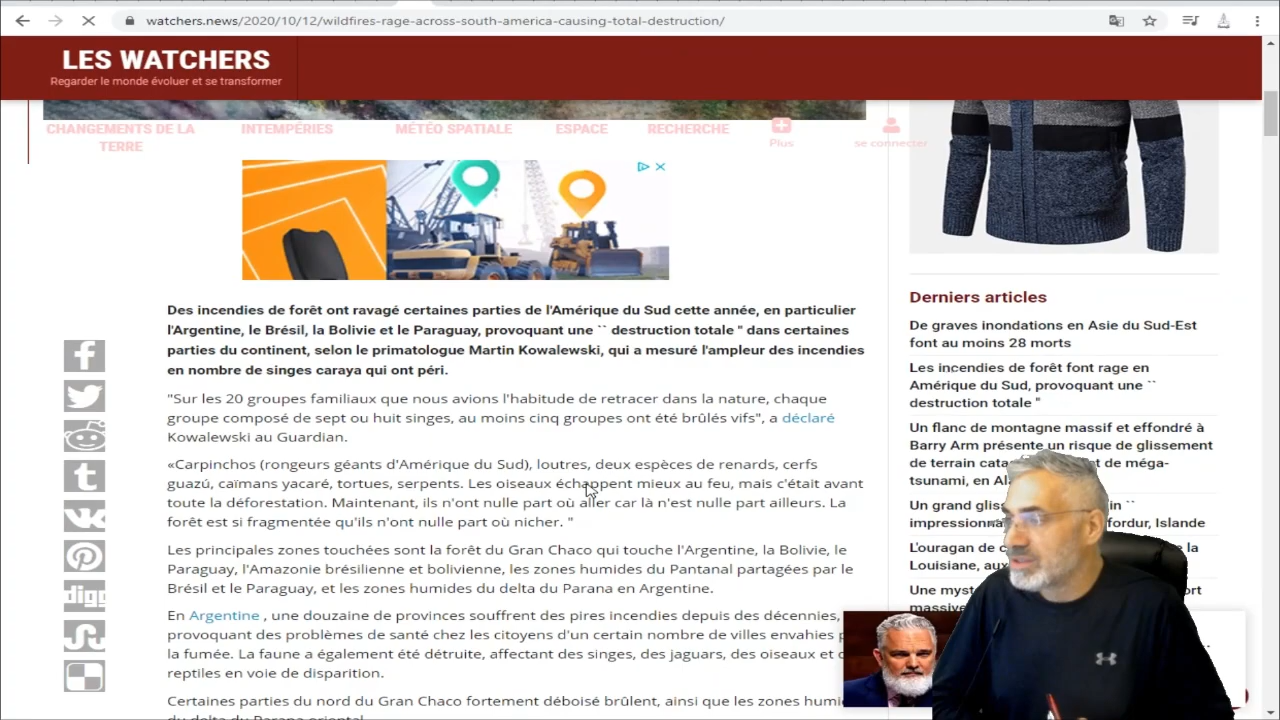 watchers.news/2020/10/12/wildfires-rage-across-south-america-causing-total-destruction/
LES WATCHERS
Regarder le monde évoluer et se transformer
CHANGEMENTS DE LA
TERRE
INTEMPÉRIES
MÉTÉO SPATIALE
ESPACE
RECHERCHE
Plus
se connecter
Des incendies de forêt ont ravagé certaines parties de l'Amérique du Sud cette année, en particulier
l'Argentine, le Brésil, la Bolivie et le Paraguay, provoquant une `` destruction totale " dans certaines
parties du continent, selon le primatologue Martin Kowalewski, qui a mesuré l'ampleur des incendies
en nombre de singes caraya qui ont péri.
"Sur les 20 groupes familiaux que nous avions l'habitude de retracer dans la nature, chaque
groupe composé de sept ou huit singes, au moins cinq groupes ont été brûlés vifs", a déclaré
Kowalewski au Guardian.
«Carpinchos (rongeurs géants d'Amérique du Sud), loutres, deux espèces de renards, cerfs
guazú, caïmans yacaré, tortues, serpents. Les oiseaux échappent mieux au feu, mais c'était avant
toute la déforestation. Maintenant, ils n'ont nulle part où aller car là n'est nulle part ailleurs. La
forêt est si fragmentée qu'ils n'ont nulle part où nicher. "
Les principales zones touchées sont la forêt du Gran Chaco qui touche l'Argentine, la Bolivie, le
Paraguay, l'Amazonie brésilienne et bolivienne, les zones humides du Pantanal partagées par le
Brésil et le Paraguay, et les zones humides du delta du Parana en Argentine.
En Argentine , une douzaine de provinces souffrent des pires incendies depuis des décennies,
provoquant des problèmes de santé chez les citoyens d'un certain nombre de villes envahies
la fumée. La faune a également été détruite, affectant des singes, des jaguars, des oiseaux et
reptiles en voie de disparition.
Certaines parties du nord du Gran Chaco fortement déboisé brûlent, ainsi que les zones
du delta du Parana oriental.
Derniers articles
De graves inondations en Asie du Sud-Est
font au moins 28 morts
Les incendies de forêt font rage en
Amérique du Sud, provoquant une ``
destruction totale "
Un flanc de montagne massif et effondré à
Barry Arm présente un risque de glissement
de terrain et de méga-
tsunami, en
Un grand ``
fordur, Islande
L'ouragan de la
Louisiane,
Une
digg